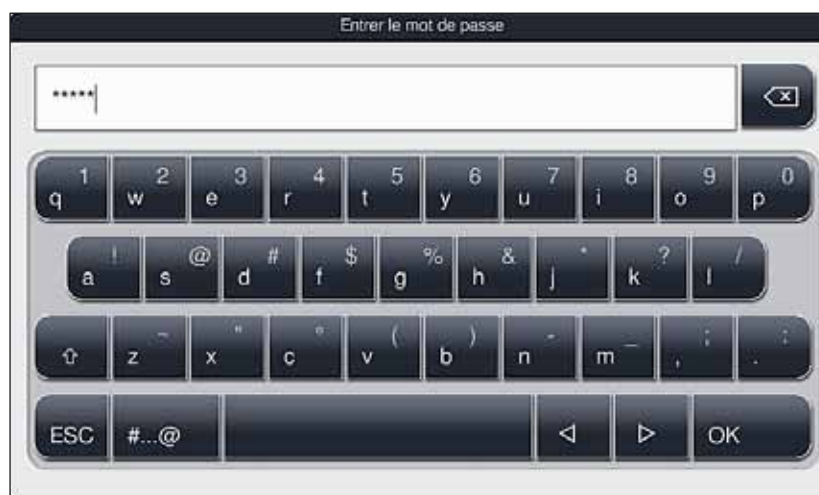 Entrer le mot de passe
*****
1 2 3 4 5 6 7 8 9 0
q w e r t y u i o p
! @ # $ % & * ? /
a s d f g h j k l
~ " ° ( ) - _ ; :
z x c v b n m , .
ESC #...@ OK